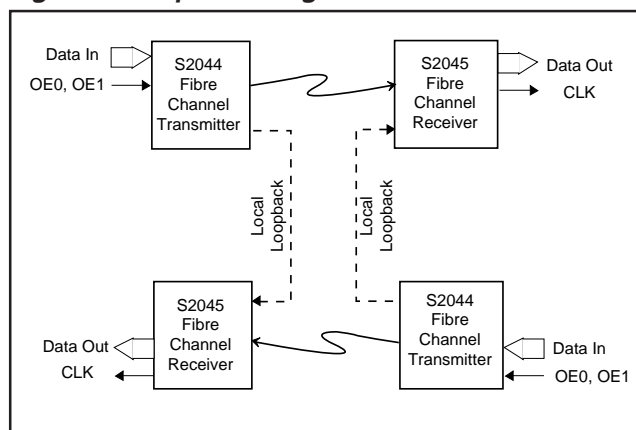 Data In
OE0, OE1
S2044
Fibre
Channel
Transmitter
S2045
Fibre
Channel
Receiver
Data Out
CLK
Local
Loopback
Local
Loopback
S2045
Fibre
Channel
Receiver
Data Out
CLK
S2044
Fibre
Channel
Transmitter
Data In
OE0, OE1